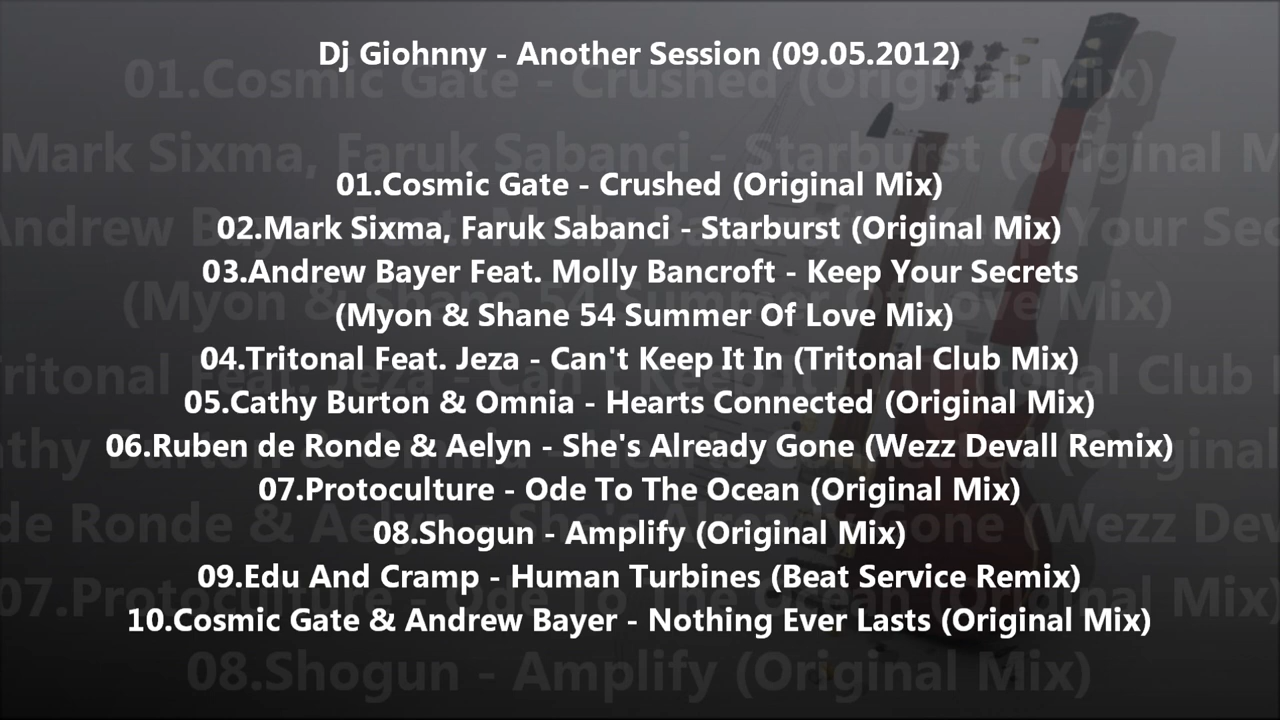 Dj Giohnny - Another Session (09.05.2012)
01.Cosmic Gate - Crushed (Original Mix)
02.Mark Sixma, Faruk Sabanci - Starburst (Original Mix)
03.Andrew Bayer Feat. Molly Bancroft - Keep Your Secrets
(Myon & Shane 54 Summer Of Love Mix)
04.Tritonal Feat. Jeza - Can't Keep It In (Tritonal Club Mix)
05.Cathy Burton & Omnia - Hearts Connected (Original Mix)
06.Ruben de Ronde & Aelyn - She's Already Gone (Wezz Devall Remix)
07.Protoculture - Ode To The Ocean (Original Mix)
08.Shogun - Amplify (Original Mix)
09.Edu And Cramp - Human Turbines (Beat Service Remix)
10.Cosmic Gate & Andrew Bayer - Nothing Ever Lasts (Original Mix)